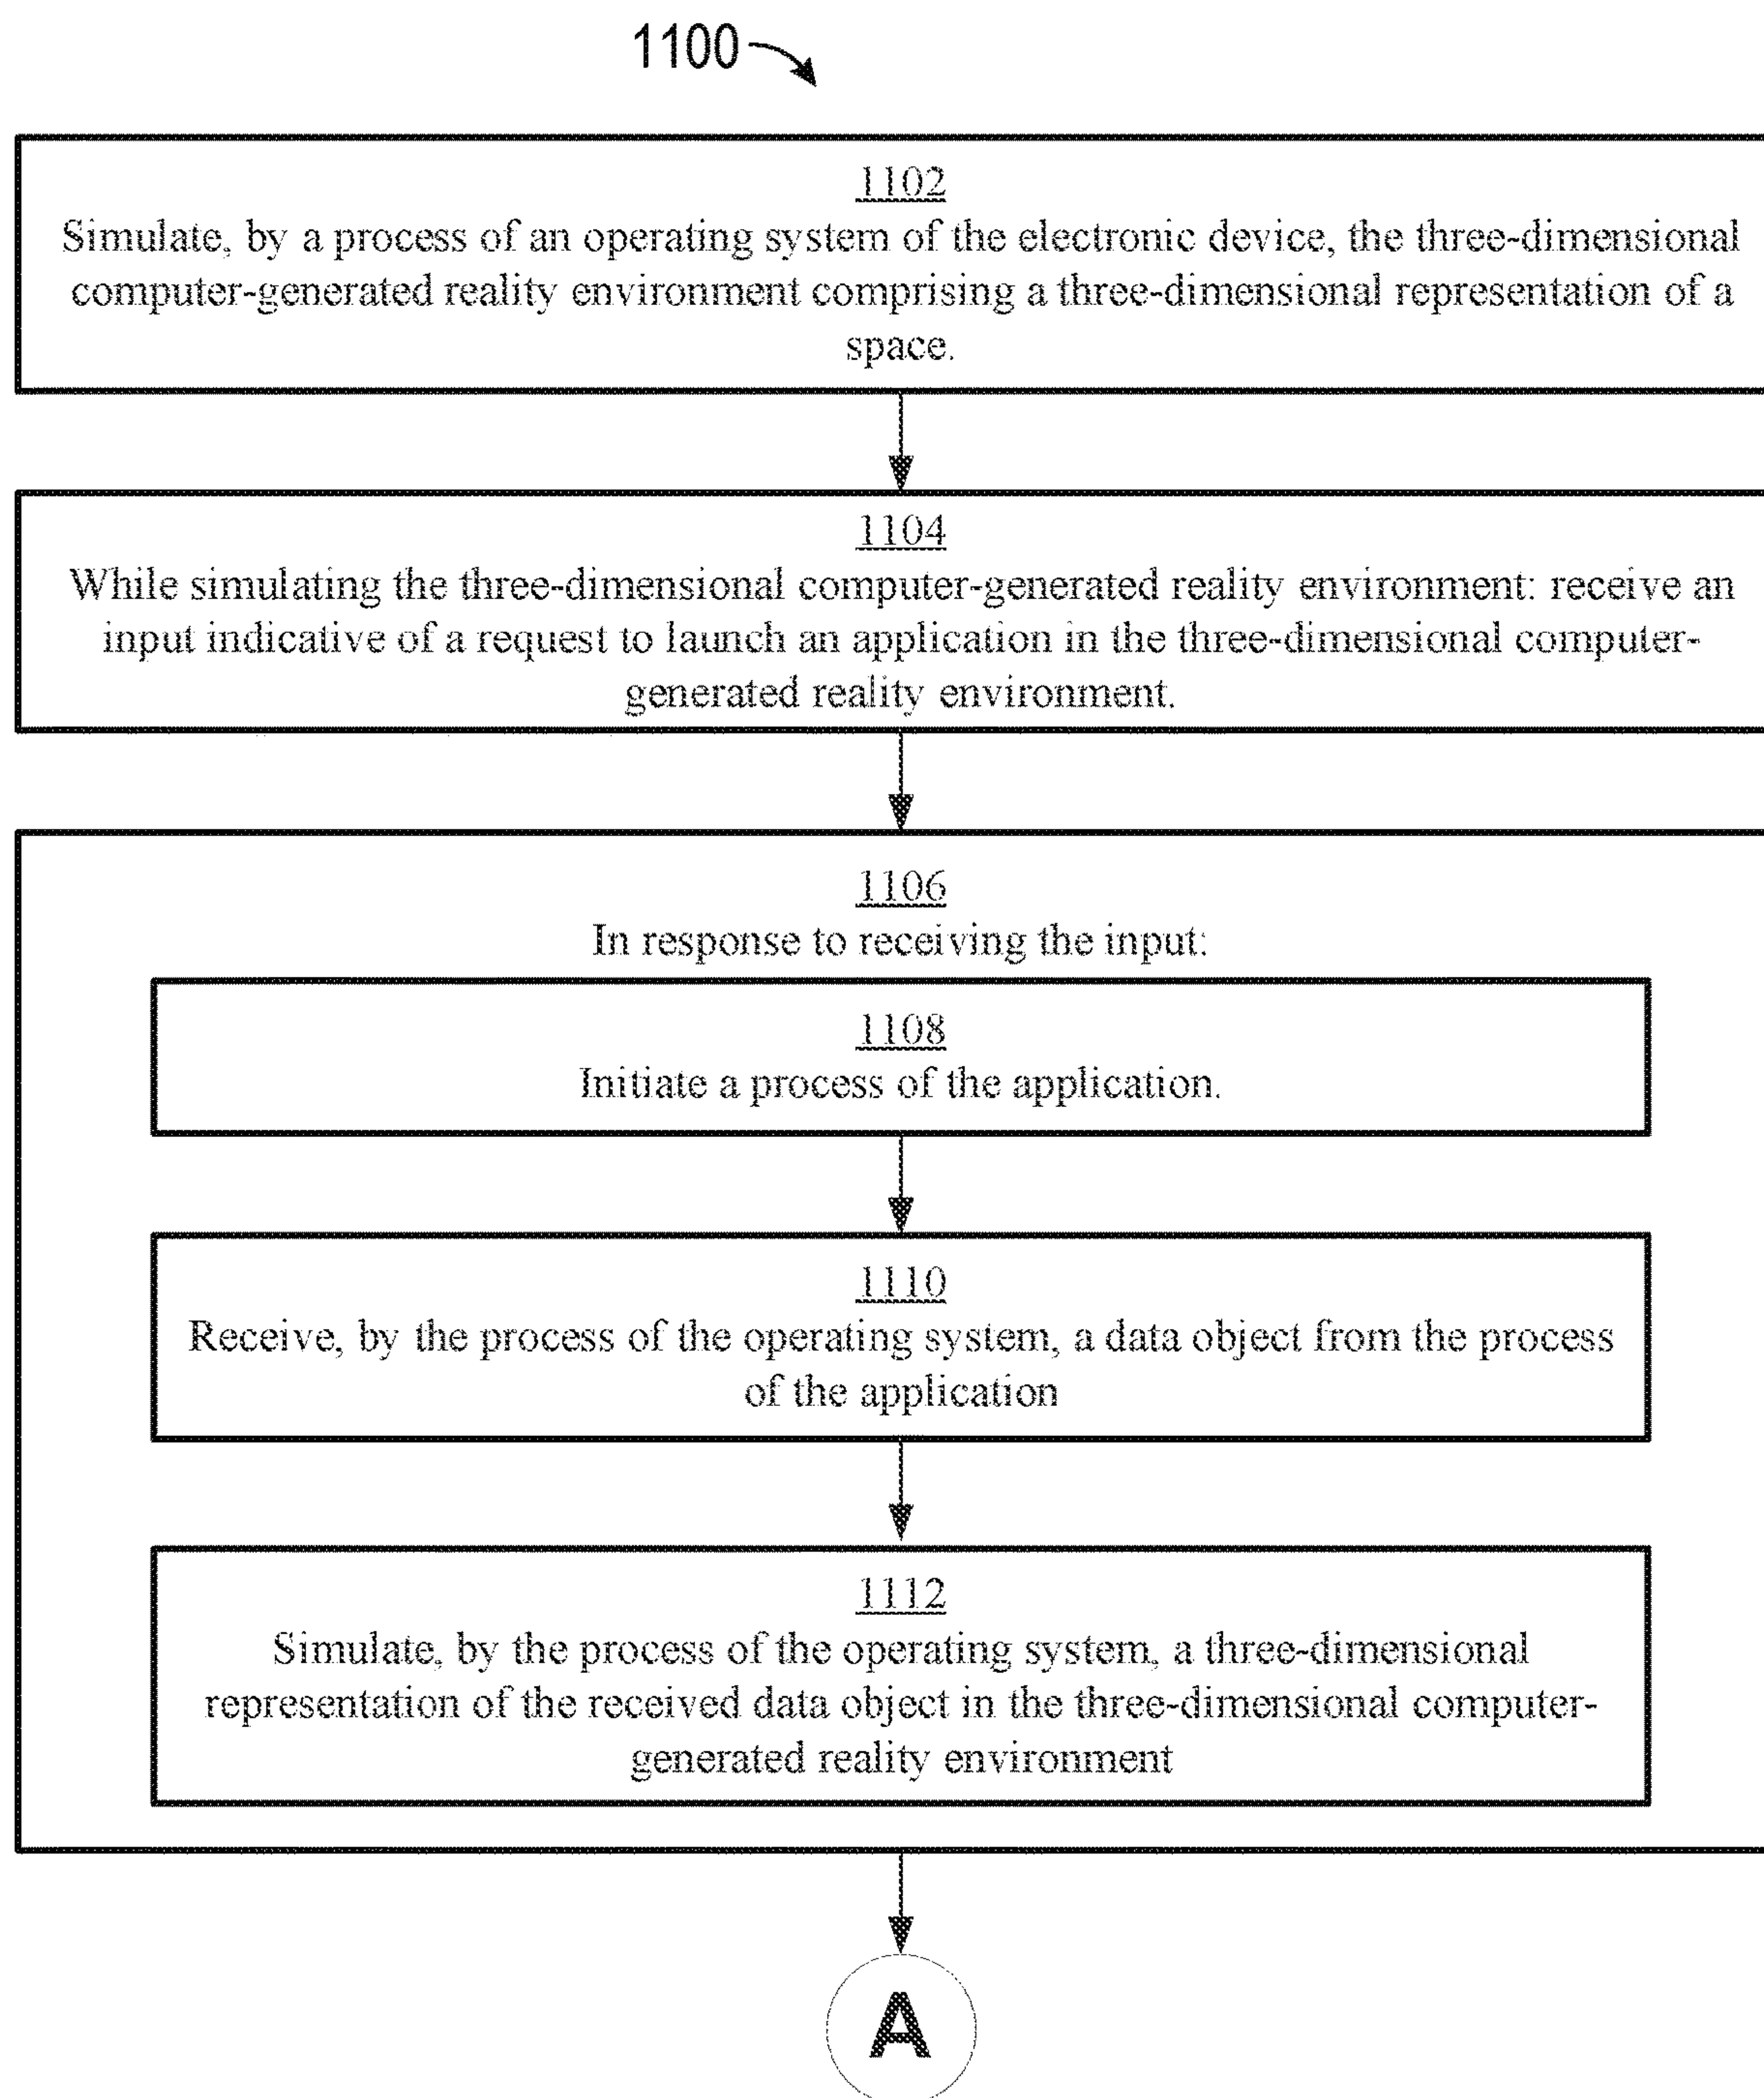 1100
1102
Simulate, by a process of an operating system of the electronic device, the three-dimensional
computer-generated reality environment comprising a three-dimensional representation of a
space.
1104
While simulating the three-dimensional computer-generated reality environment: receive an
input indicative of a request to launch an application in the three-dimensional computer-
generated reality environment.
1106
In response to receiving the input:
1108
Initiate a process of the application.
1110
Receive, by the process of the operating system, a data object from the process
of the application
1112
Simulate, by the process of the operating system, a three-dimensional
representation of the received data object in the three-dimensional computer-
generated reality environment
A